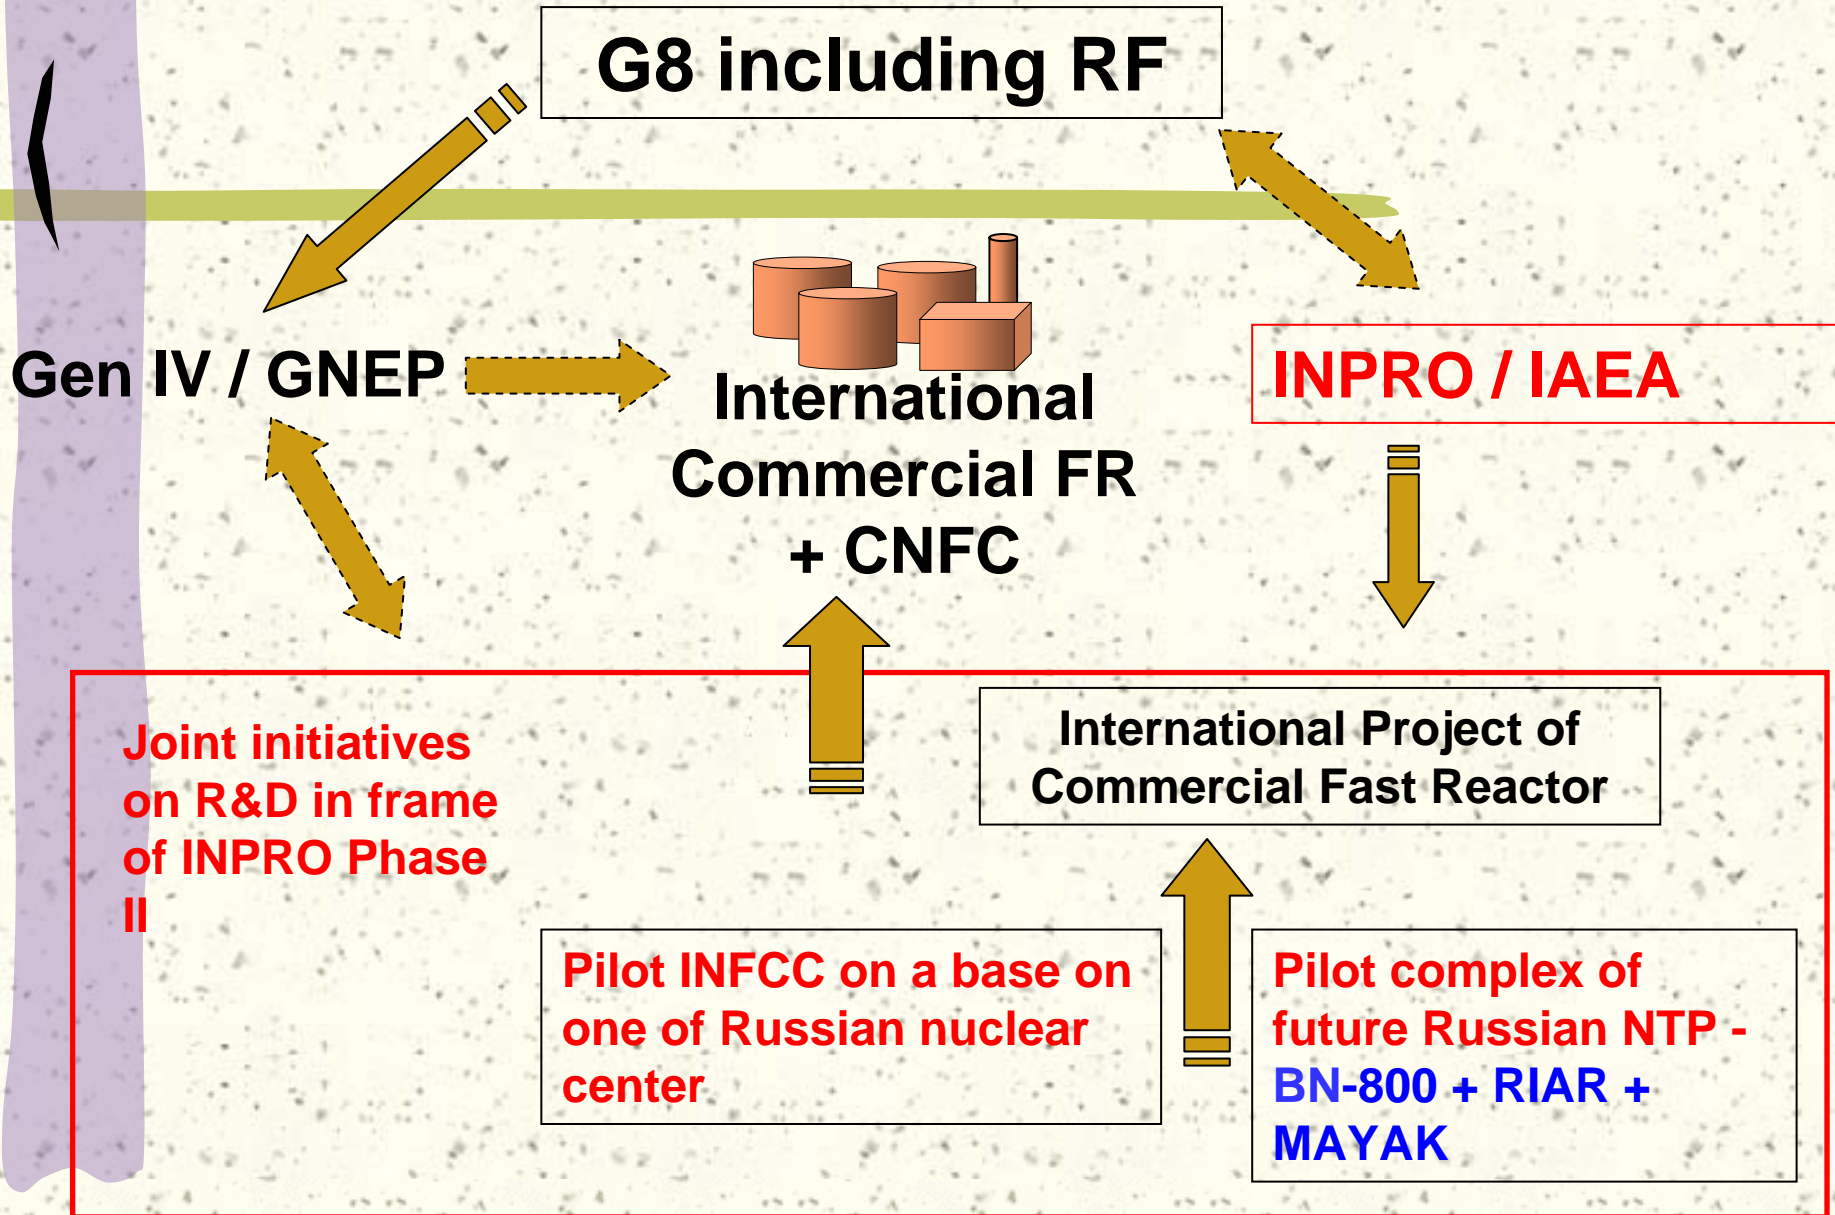 G8 including RF
Gen IV / GNEP
International
Commercial FR
+ CNFC
INPRO / IAEA
Joint initiatives
on R&D in frame
of INPRO Phase
II
International Project of
Commercial Fast Reactor
Pilot INFCC on a base on
one of Russian nuclear
center
Pilot complex of
future Russian NTP -
BN-800 + RIAR +
MAYAK